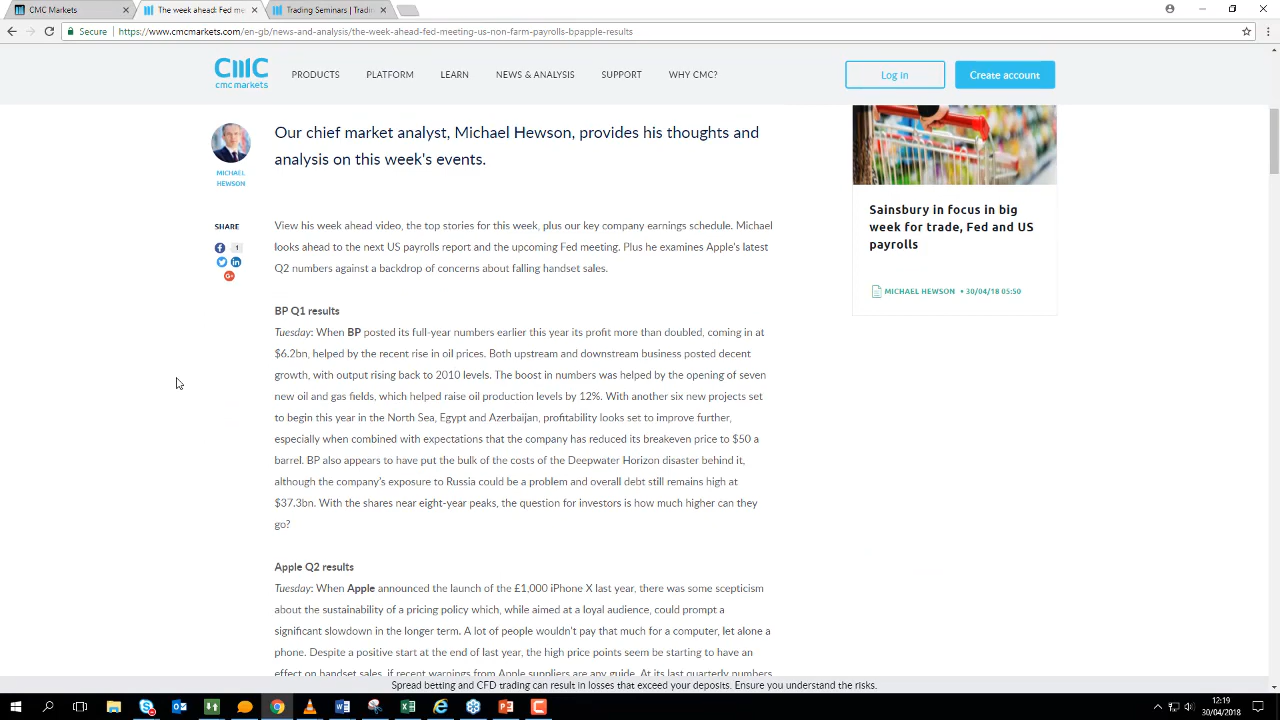 CMC Markets
The week ahead: Fed me
Trading Seminars | Tradi
Secure
https://www.cmcmarkets.com/en-gb/news-and-analysis/the-week-ahead-fed-meeting-us-non-farm-payrolls-bpapple-results
cmc markets
PRODUCTS
PLATFORM
LEARN
NEWS & ANALYSIS
SUPPORT
WHY CMC?
Log in
Create account
MICHAEL
HEWSON
SHARE
1
Our chief market analyst, Michael Hewson, provides his thoughts and
analysis on this week's events.
View his week ahead video, the top stories for this week, plus our key company earnings schedule. Michael
looks ahead to the next US payrolls report and the upcoming Fed meeting. Plus he examines Apple's latest
Q2 numbers against a backdrop of concerns about falling handset sales.
BP Q1 results
Tuesday: When BP posted its full-year numbers earlier this year its profit more than doubled, coming in at
$6.2bn, helped by the recent rise in oil prices. Both upstream and downstream business posted decent
growth, with output rising back to 2010 levels. The boost in numbers was helped by the opening of seven
new oil and gas fields, which helped raise oil production levels by 12%. With another six new projects set
to begin this year in the North Sea, Egypt and Azerbaijan, profitability looks set to improve further,
especially when combined with expectations that the company has reduced its breakeven price to $50 a
barrel. BP also appears to have put the bulk of the costs of the Deepwater Horizon disaster behind it,
although the company's exposure to Russia could be a problem and overall debt still remains high at
$37.3bn. With the shares near eight-year peaks, the question for investors is how much higher can they
go?
Apple Q2 results
Tuesday: When Apple announced the launch of the £1,000 iPhone X last year, there was some scepticism
about the sustainability of a pricing policy which, while aimed at a loyal audience, could prompt a
significant slowdown in the longer term. A lot of people wouldn't pay that much for a computer, let alone a
phone. Despite a positive start at the end of last year, the high price points seem be starting to have an
effect on handset sales, if recent warnings from Apple suppliers are any guide. At its last quarterly numbers
Sainsbury in focus in big
week for trade, Fed and US
payrolls
MICHAEL HEWSON • 30/04/18 05:50
Spread betting and CFD trading can result in losses that exceed your deposits. Ensure you understand the risks.
12:19
30/04/2018